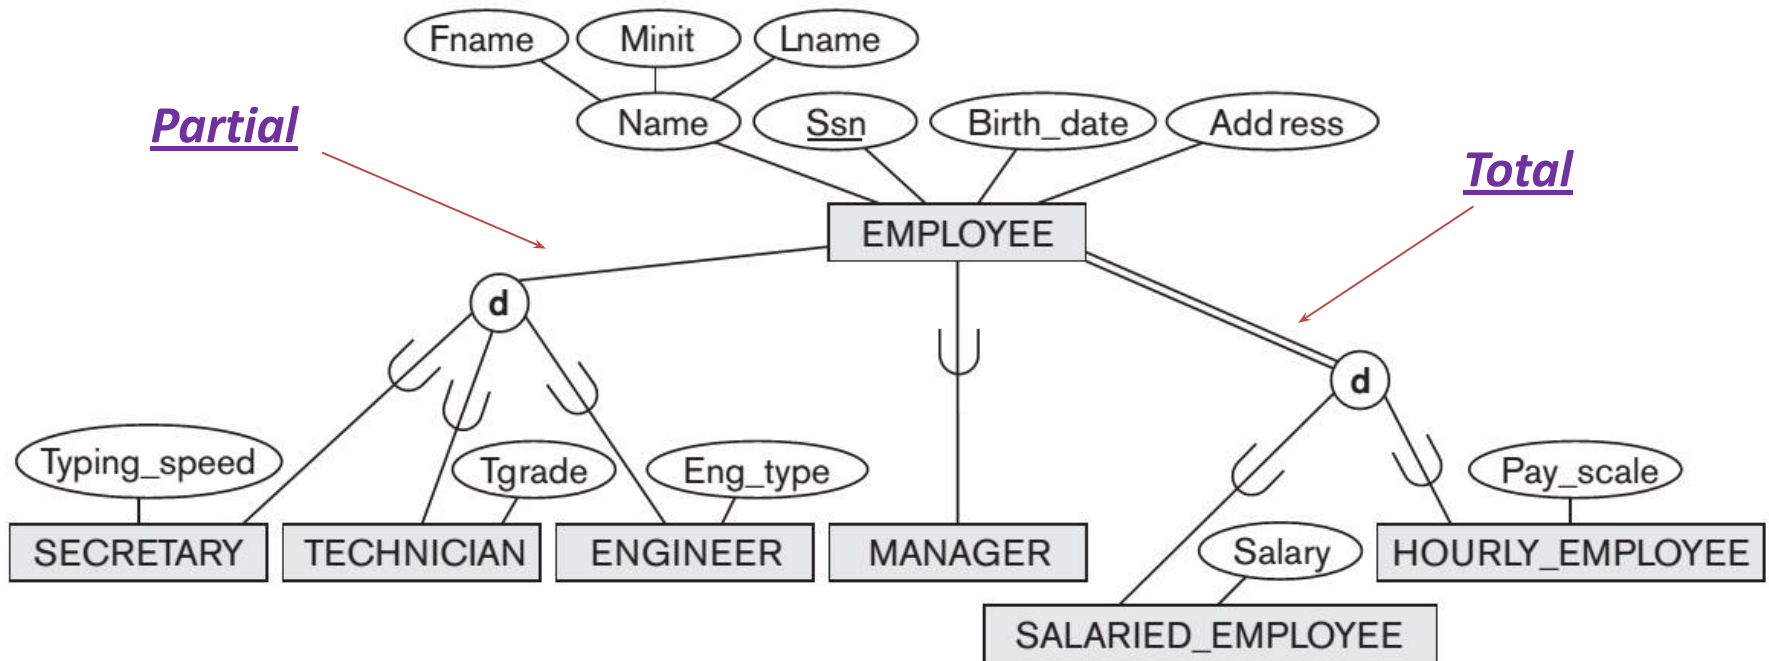 Fname Minit Lname
Partial
Name Ssn Birth_date Address
Total
EMPLOYEE
d
d
Typing_speed Tgrade Eng_type Pay_scale
SECRETARY TECHNICIAN ENGINEER MANAGER Salary HOURLY_EMPLOYEE
SALARIED_EMPLOYEE